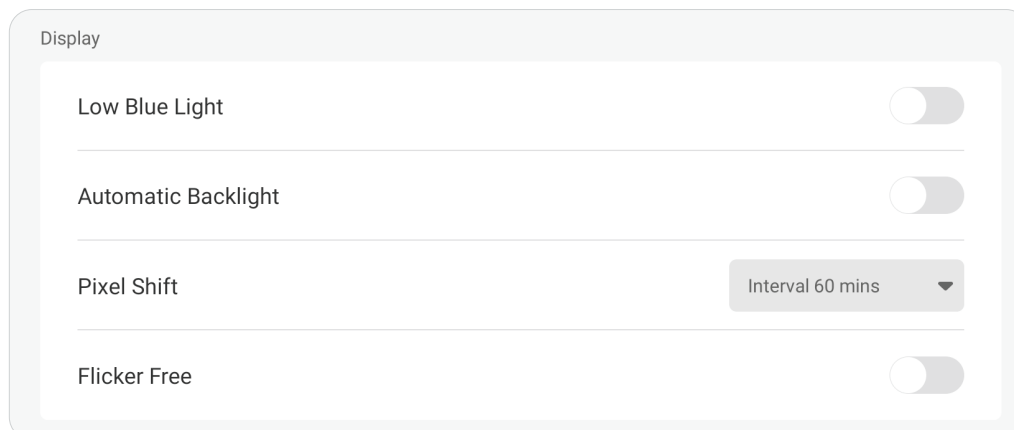 Display
Low Blue Light
Automatic Backlight
Pixel Shift
Interval 60 mins
Flicker Free